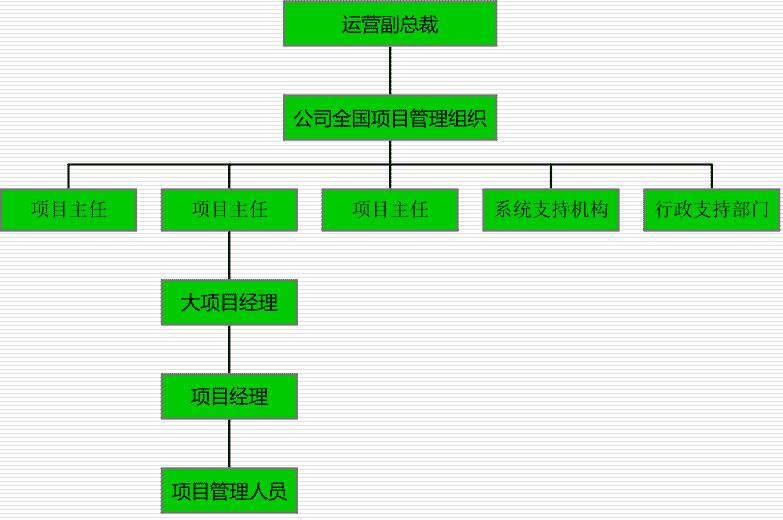 运营副总裁
公司全国项目管理组织
项目主任
项目主任
项目主任
系统支持机构
行政支持部门
大项目经理
项目经理
项目管理人员